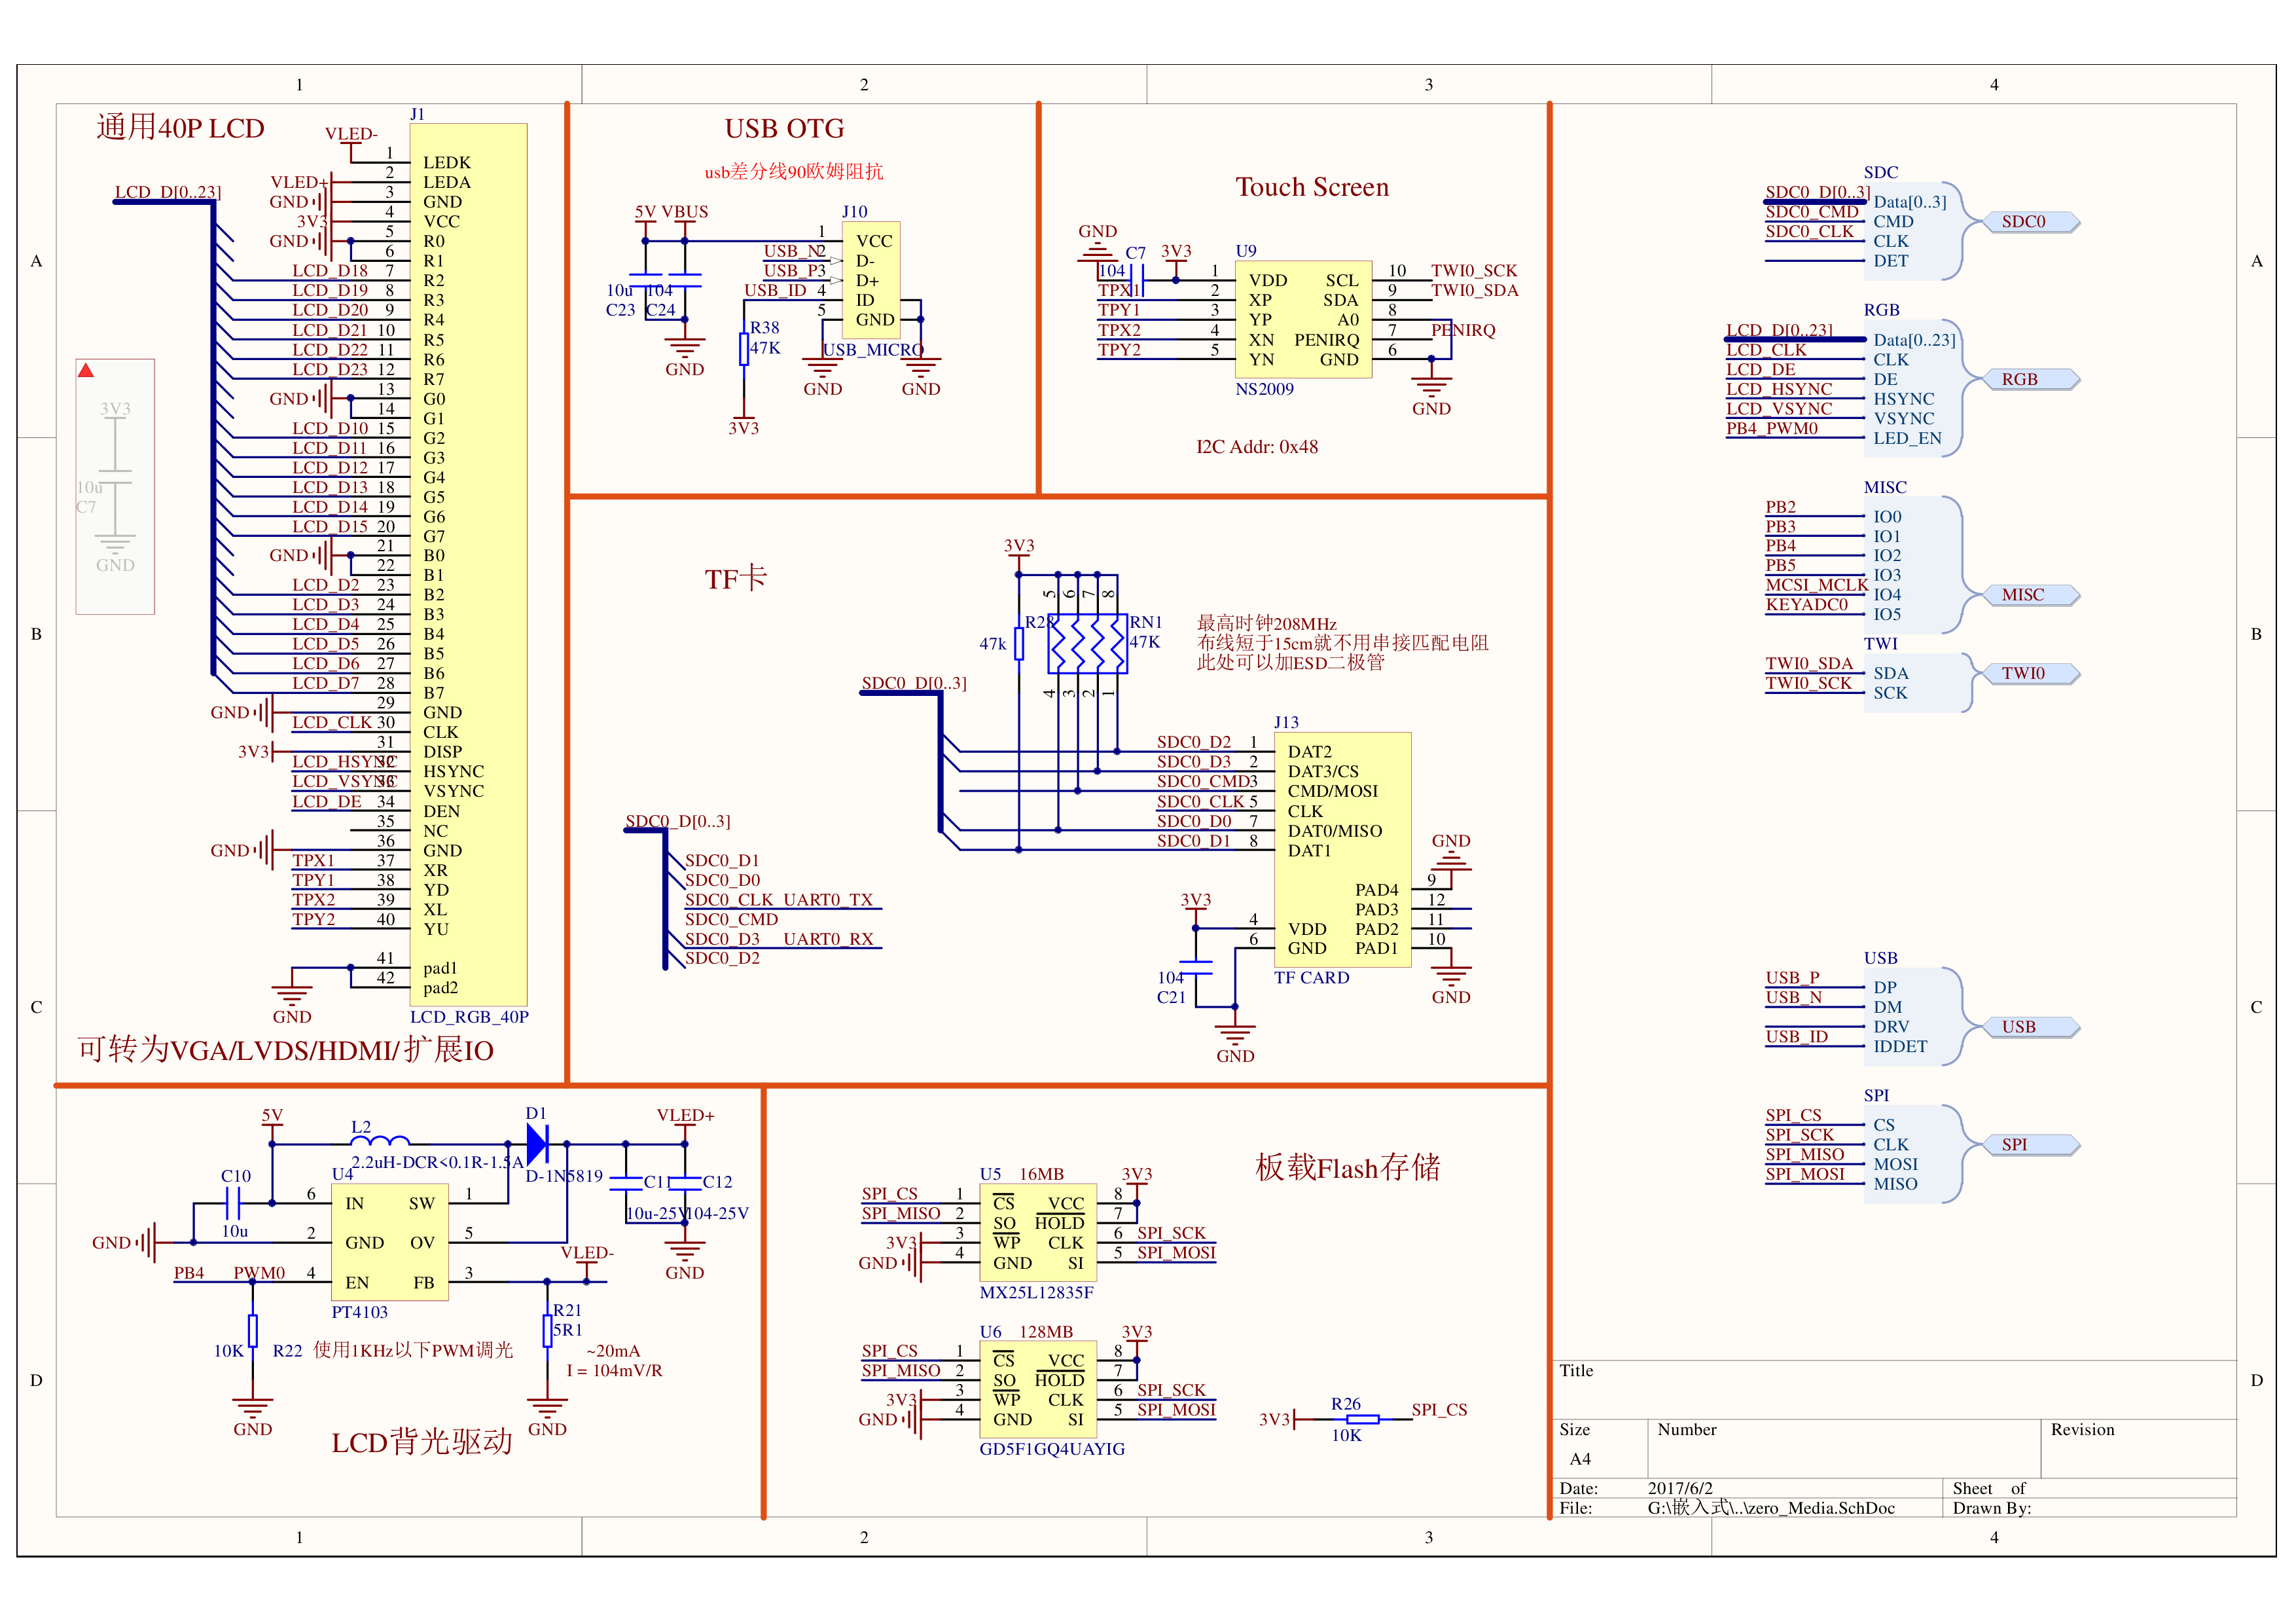 1
2
3
4
A
B
C
D
通用40P LCD
J1
VLED-
VLED+
GND
3V3
GND
LCD_D[0..23]
1 LEDK
2 LEDA
3 GND
4 VCC
5 R0
6 R1
LCD_D18 7 R2
LCD_D19 8 R3
LCD_D20 9 R4
LCD_D21 10 R5
LCD_D22 11 R6
LCD_D23 12 R7
GND 13 G0
14 G1
LCD_D10 15 G2
LCD_D11 16 G3
LCD_D12 17 G4
LCD_D13 18 G5
LCD_D14 19 G6
LCD_D15 20 G7
GND 21 B0
22 B1
LCD_D2 23 B2
LCD_D3 24 B3
LCD_D4 25 B4
LCD_D5 26 B5
LCD_D6 27 B6
LCD_D7 28 B7
GND 29 GND
LCD_CLK 30 CLK
3V3 31 DISP
LCD_HSYNC 32 HSYNC
LCD_VSYNC 33 VSYNC
LCD_DE 34 DEN
35 NC
GND 36 GND
TPX1 37 XR
TPY1 38 YD
TPX2 39 XL
TPY2 40 YU
41 pad1
42 pad2
GND
LCD_RGB_40P
3V3
10u
C7
GND
可转为VGA/LVDS/HDMI/扩展IO
USB OTG
usb差分线90欧姆阻抗
5V VBUS
J10
1 VCC
USB_N 2 D-
USB_P 3 D+
USB_ID 4 ID
5 GND
10u 104
C23 C24
GND
R38
47K
3V3
USB_MICRO
GND
GND
Touch Screen
GND
C7
104
3V3
U9
1 VDD SCL 10 TWI0_SCK
TPX1 2 XP SDA 9 TWI0_SDA
TPY1 3 YP A0 8
TPX2 4 XN PENIRQ 7 PENIRQ
TPY2 5 YN GND 6
NS2009
GND
I2C Addr: 0x48
TF卡
3V3
5 6 7 8
R28
47k
RN1
47K
4 3 2 1
最高时钟208MHz
布线短于15cm就不用串接匹配电阻
此处可以加ESD二极管
SDC0_D[0..3]
J13
SDC0_D2 1 DAT2
SDC0_D3 2 DAT3/CS
SDC0_CMD 3 CMD/MOSI
SDC0_CLK 5 CLK
SDC0_D0 7 DAT0/MISO
SDC0_D1 8 DAT1
GND
PAD4 9
PAD3 12
3V3 4 VDD PAD2 11
6 GND PAD1 10
104
C21
TF CARD
GND
GND
SDC0_D[0..3]
SDC0_D1
SDC0_D0
SDC0_CLK UART0_TX
SDC0_CMD
SDC0_D3 UART0_RX
SDC0_D2
5V
L2
2.2uH-DCR<0.1R-1.5A
D1
D-1N5819
VLED+
C10
10u
U4
6 IN SW 1
GND 2 GND OV 5
PB4 PWM0 4 EN FB 3
PT4103
C11 C12
10u-25V 104-25V
GND
VLED-
R21
5R1
~20mA
I = 104mV/R
10K R22
使用1KHz以下PWM调光
GND
GND
LCD背光驱动
板载Flash存储
U5 16MB
3V3
SPI_CS 1 CS VCC 8
SPI_MISO 2 SO HOLD 7
3V3 3 WP CLK 6 SPI_SCK
GND 4 GND SI 5 SPI_MOSI
MX25L12835F
U6 128MB
3V3
SPI_CS 1 CS VCC 8
SPI_MISO 2 SO HOLD 7
3V3 3 WP CLK 6 SPI_SCK
GND 4 GND SI 5 SPI_MOSI
GD5F1GQ4UAYIG
3V3 R26 SPI_CS
10K
SDC
SDC0_D[0..3] Data[0..3]
SDC0_CMD CMD
SDC0_CLK CLK
DET
SDC0
RGB
LCD_D[0..23] Data[0..23]
LCD_CLK CLK
LCD_DE DE
LCD_HSYNC HSYNC
LCD_VSYNC VSYNC
PB4_PWM0 LED_EN
RGB
MISC
PB2 IO0
PB3 IO1
PB4 IO2
PB5 IO3
MCSI_MCLK IO4
KEYADC0 IO5
MISC
TWI
TWI0_SDA SDA
TWI0_SCK SCK
TWI0
USB
USB_P DP
USB_N DM
DRV
USB_ID IDDET
USB
SPI
SPI_CS CS
SPI_SCK CLK
SPI_MISO MOSI
SPI_MOSI MISO
SPI
Title
Size Number Revision
A4
Date: 2017/6/2 Sheet of
File: G:\嵌入式\..\zero_Media.SchDoc Drawn By:
A
B
C
D
1
2
3
4